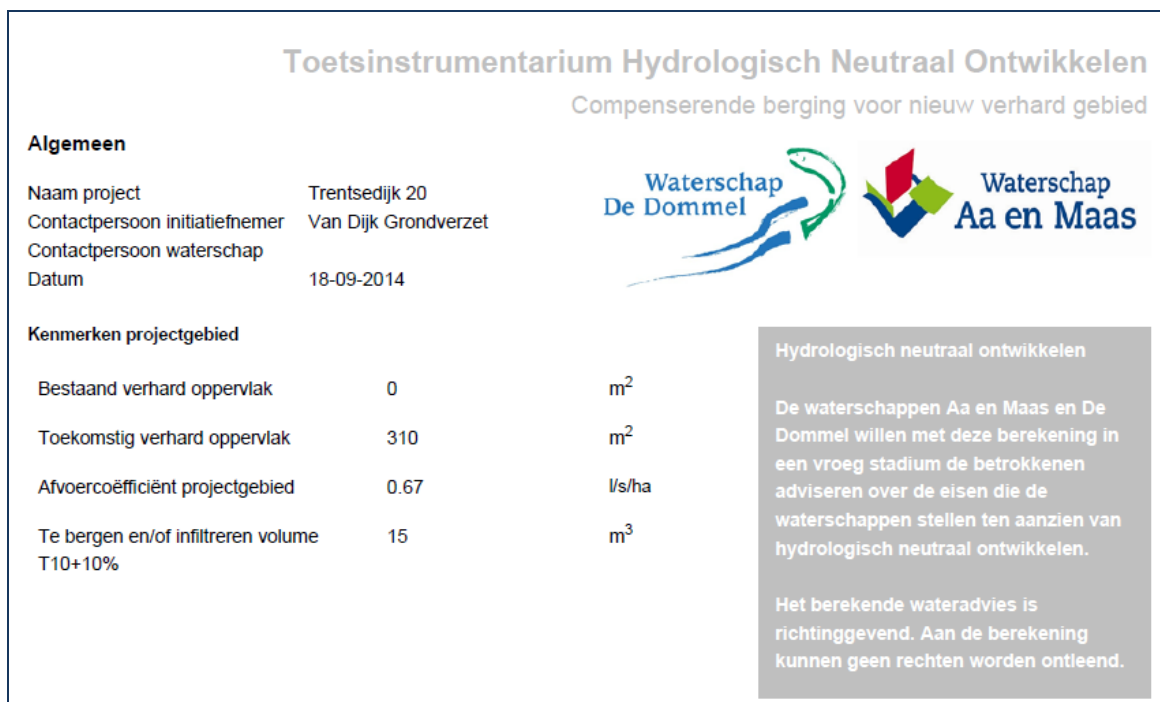 Toetsinstrumentarium Hydrologisch Neutraal Ontwikkelen
Compenserende berging voor nieuw verhard gebied
Algemeen
Naam project Trentsedijk 20
Contactpersoon initiatiefnemer Van Dijk Grondverzet
Contactpersoon waterschap
Datum 18-09-2014
Waterschap
De Dommel
Waterschap
Aa en Maas
Kenmerken projectgebied
Bestaand verhard oppervlak 0 m²
Toekomstig verhard oppervlak 310 m²
Afvoercoëfficiënt projectgebied 0.67 l/s/ha
Te bergen en/of infiltreren volume 15 m³
T10+10%
Hydrologisch neutraal ontwikkelen
De waterschappen Aa en Maas en De
Dommel willen met deze berekening in
een vroeg stadium de betrokkenen
adviseren over de eisen die de
waterschappen stellen ten aanzien van
hydrologisch neutraal ontwikkelen.
Het berekende wateradvies is
richtinggevend. Aan de berekening
kunnen geen rechten worden ontleend.